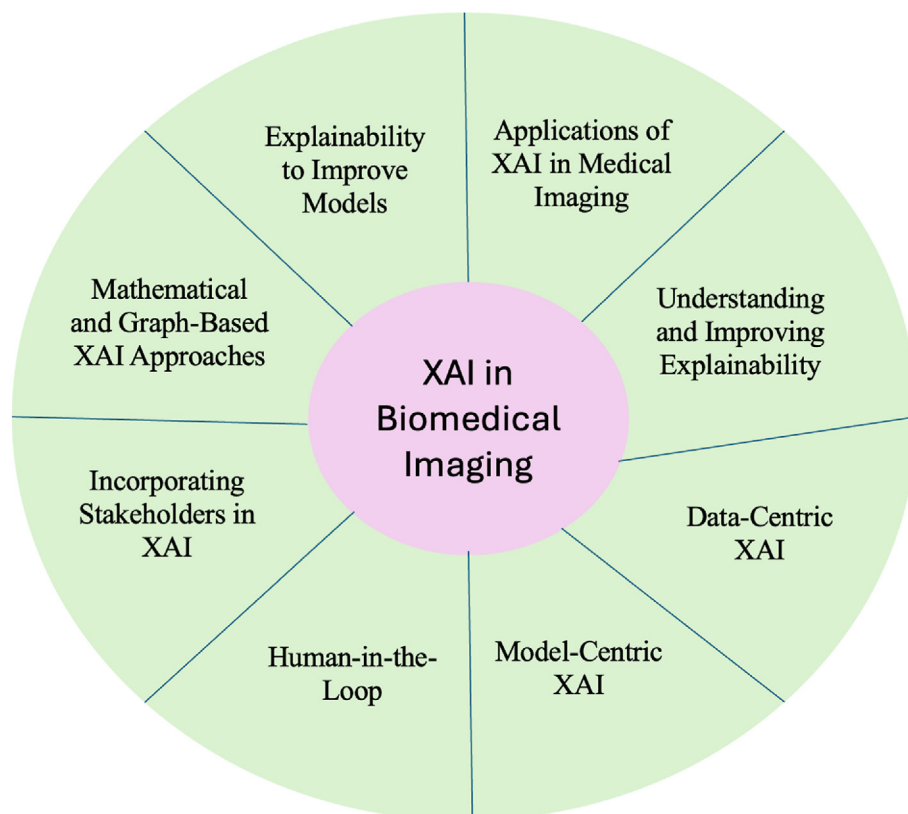 Explainability
to Improve
Models
Applications of
XAI in Medical
Imaging
Mathematical
and Graph-Based
XAI Approaches
Understanding
and Improving
Explainability
XAI in
Biomedical
Imaging
Incorporating
Stakeholders in
XAI
Data-Centric
XAI
Human-in-the-
Loop
Model-Centric
XAI